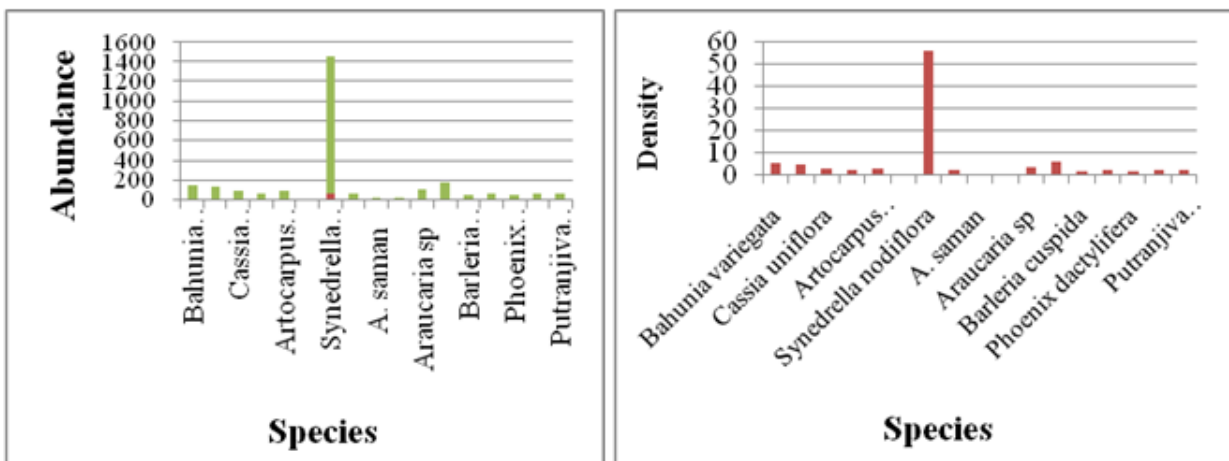 Abundance
1600
1400
1200
1000
800
600
400
200
0
Bahunia..
Cassia..
Artocarpus..
Synedrella..
A. saman
Araucaria sp
Barleria..
Phoenix..
Putranjiva..
Species
Density
60
50
40
30
20
10
0
Bahunia variegata
Cassia uniflora
Artocarpus..
Synedrella nodiflora
A. saman
Araucaria sp
Barleria cuspida
Phoenix dactylifera
Putranjiva..
Species